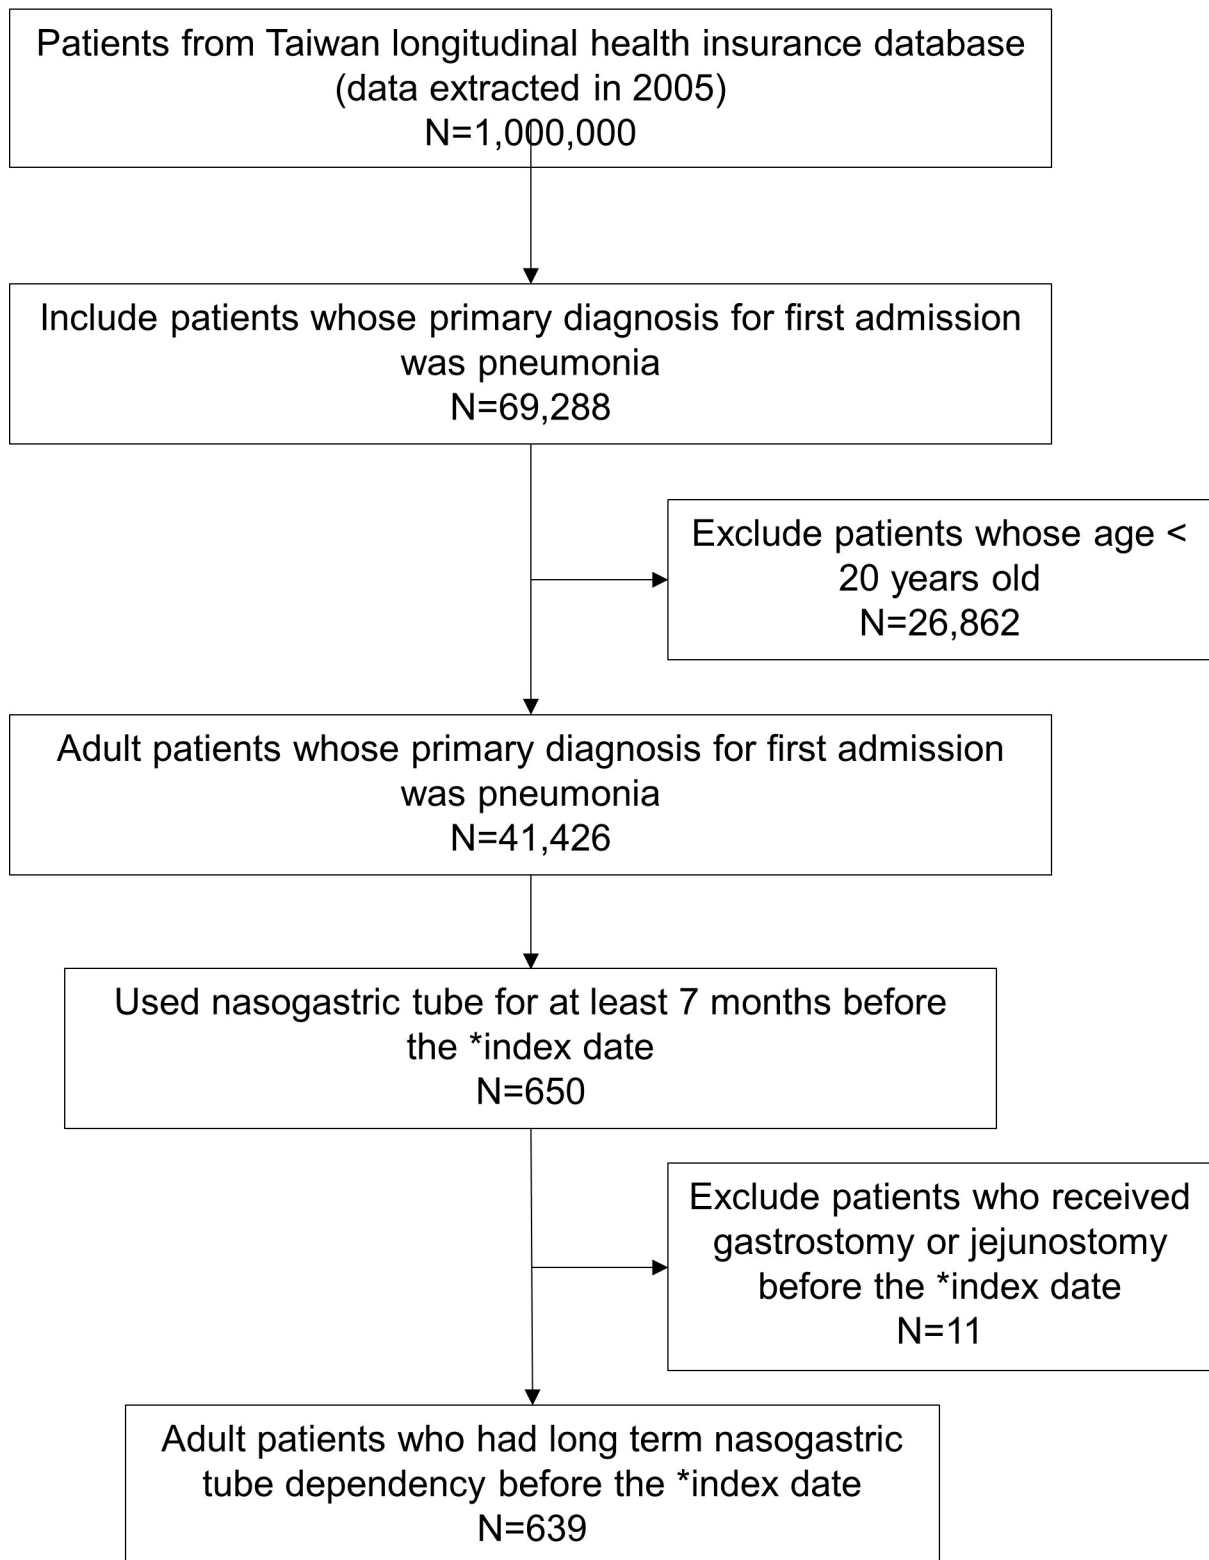 Patients from Taiwan longitudinal health insurance database
(data extracted in 2005)
N=1,000,000
Include patients whose primary diagnosis for first admission
was pneumonia
N=69,288
Exclude patients whose age <
20 years old
N=26,862
Adult patients whose primary diagnosis for first admission
was pneumonia
N=41,426
Used nasogastric tube for at least 7 months before
the *index date
N=650
Exclude patients who received
gastrostomy or jejunostomy
before the *index date
N=11
Adult patients who had long term nasogastric
tube dependency before the *index date
N=639